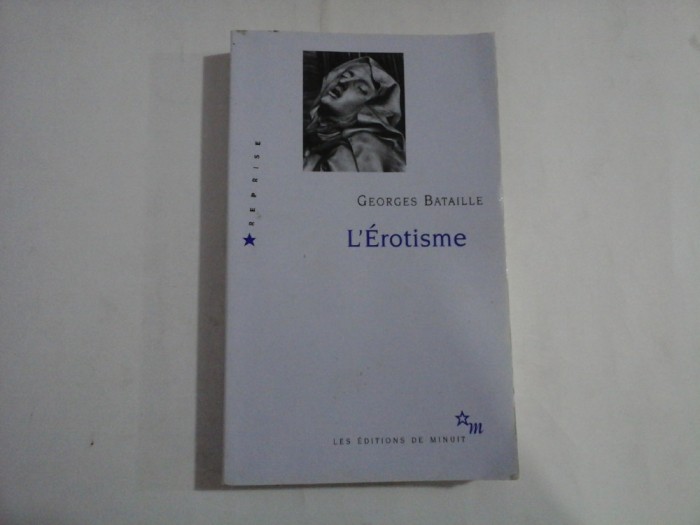 REPRISE
GEORGES BATAILLE
L'Érotisme
m
LES ÉDITIONS DE MINUIT